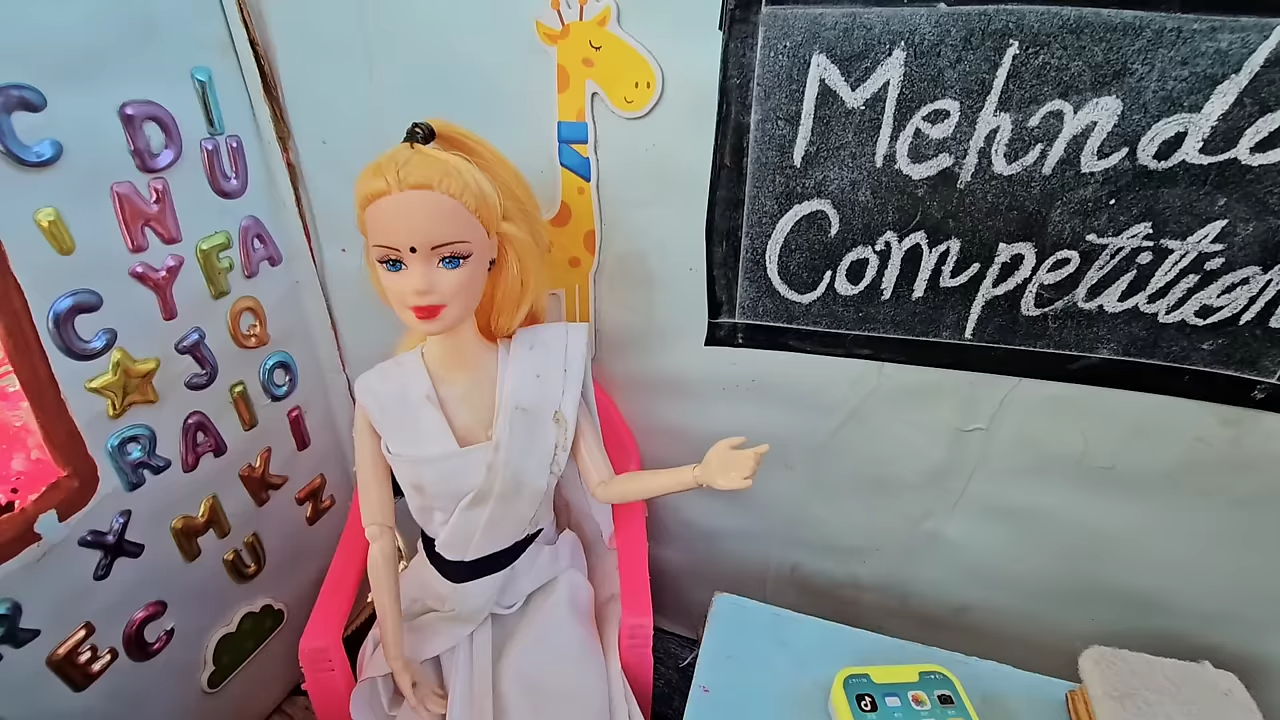 Mehnd
Competition
I
C D U
I N F A
Y Q
C J O
I
R A I
K
X M Z
U
E C